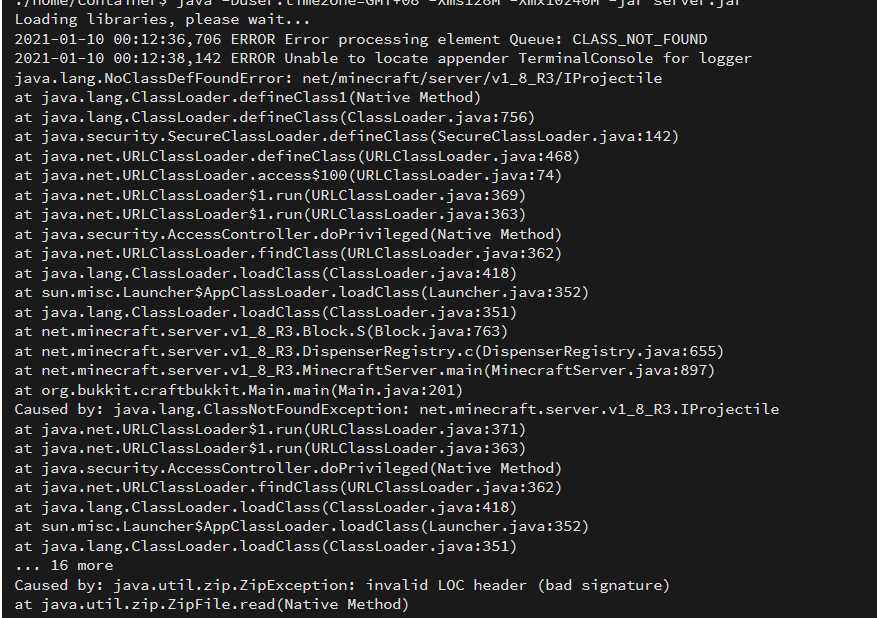 ./home/container$ java -Duser.timezone=GMT+08 -Xms128M -Xmx10240M -jar server.jar
Loading libraries, please wait...
2021-01-10 00:12:36,706 ERROR Error processing element Queue: CLASS_NOT_FOUND
2021-01-10 00:12:38,142 ERROR Unable to locate appender TerminalConsole for logger
java.lang.NoClassDefFoundError: net/minecraft/server/v1_8_R3/IProjectile
at java.lang.ClassLoader.defineClass1(Native Method)
at java.lang.ClassLoader.defineClass(ClassLoader.java:756)
at java.security.SecureClassLoader.defineClass(SecureClassLoader.java:142)
at java.net.URLClassLoader.defineClass(URLClassLoader.java:468)
at java.net.URLClassLoader.access$100(URLClassLoader.java:74)
at java.net.URLClassLoader$1.run(URLClassLoader.java:369)
at java.net.URLClassLoader$1.run(URLClassLoader.java:363)
at java.security.AccessController.doPrivileged(Native Method)
at java.net.URLClassLoader.findClass(URLClassLoader.java:362)
at java.lang.ClassLoader.loadClass(ClassLoader.java:418)
at sun.misc.Launcher$AppClassLoader.loadClass(Launcher.java:352)
at java.lang.ClassLoader.loadClass(ClassLoader.java:351)
at net.minecraft.server.v1_8_R3.Block.S(Block.java:763)
at net.minecraft.server.v1_8_R3.DispenserRegistry.c(DispenserRegistry.java:655)
at net.minecraft.server.v1_8_R3.MinecraftServer.main(MinecraftServer.java:897)
at org.bukkit.craftbukkit.Main.main(Main.java:201)
Caused by: java.lang.ClassNotFoundException: net.minecraft.server.v1_8_R3.IProjectile
at java.net.URLClassLoader$1.run(URLClassLoader.java:371)
at java.net.URLClassLoader$1.run(URLClassLoader.java:363)
at java.security.AccessController.doPrivileged(Native Method)
at java.net.URLClassLoader.findClass(URLClassLoader.java:362)
at java.lang.ClassLoader.loadClass(ClassLoader.java:418)
at sun.misc.Launcher$AppClassLoader.loadClass(Launcher.java:352)
at java.lang.ClassLoader.loadClass(ClassLoader.java:351)
... 16 more
Caused by: java.util.zip.ZipException: invalid LOC header (bad signature)
at java.util.zip.ZipFile.read(Native Method)